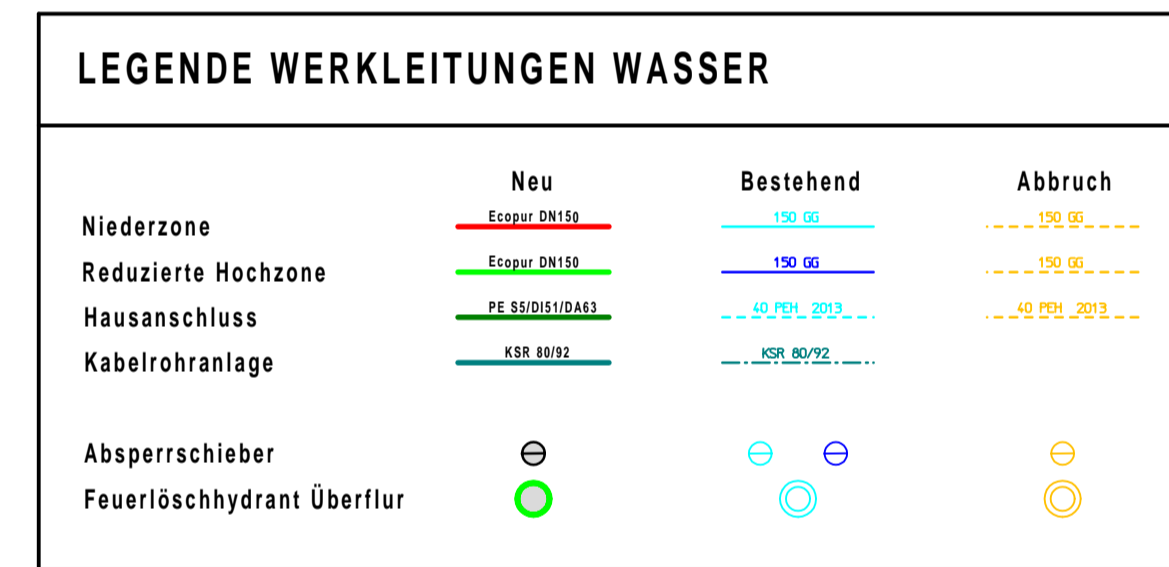 LEGENDE WERKLEITUNGEN WASSER
Neu Bestehend Abbruch
Niederzone Ecopur DN150 150 GG 150 GG
Reduzierte Hochzone Ecopur DN150 150 GG 150 GG
Hausanschluss PE S5/DI51/DA63 40 PEH 2013 40 PEH 2013
Kabelrohranlage KSR 80/92 KSR 80/92
Absperrschieber
Feuerlöschhydrant Überflur